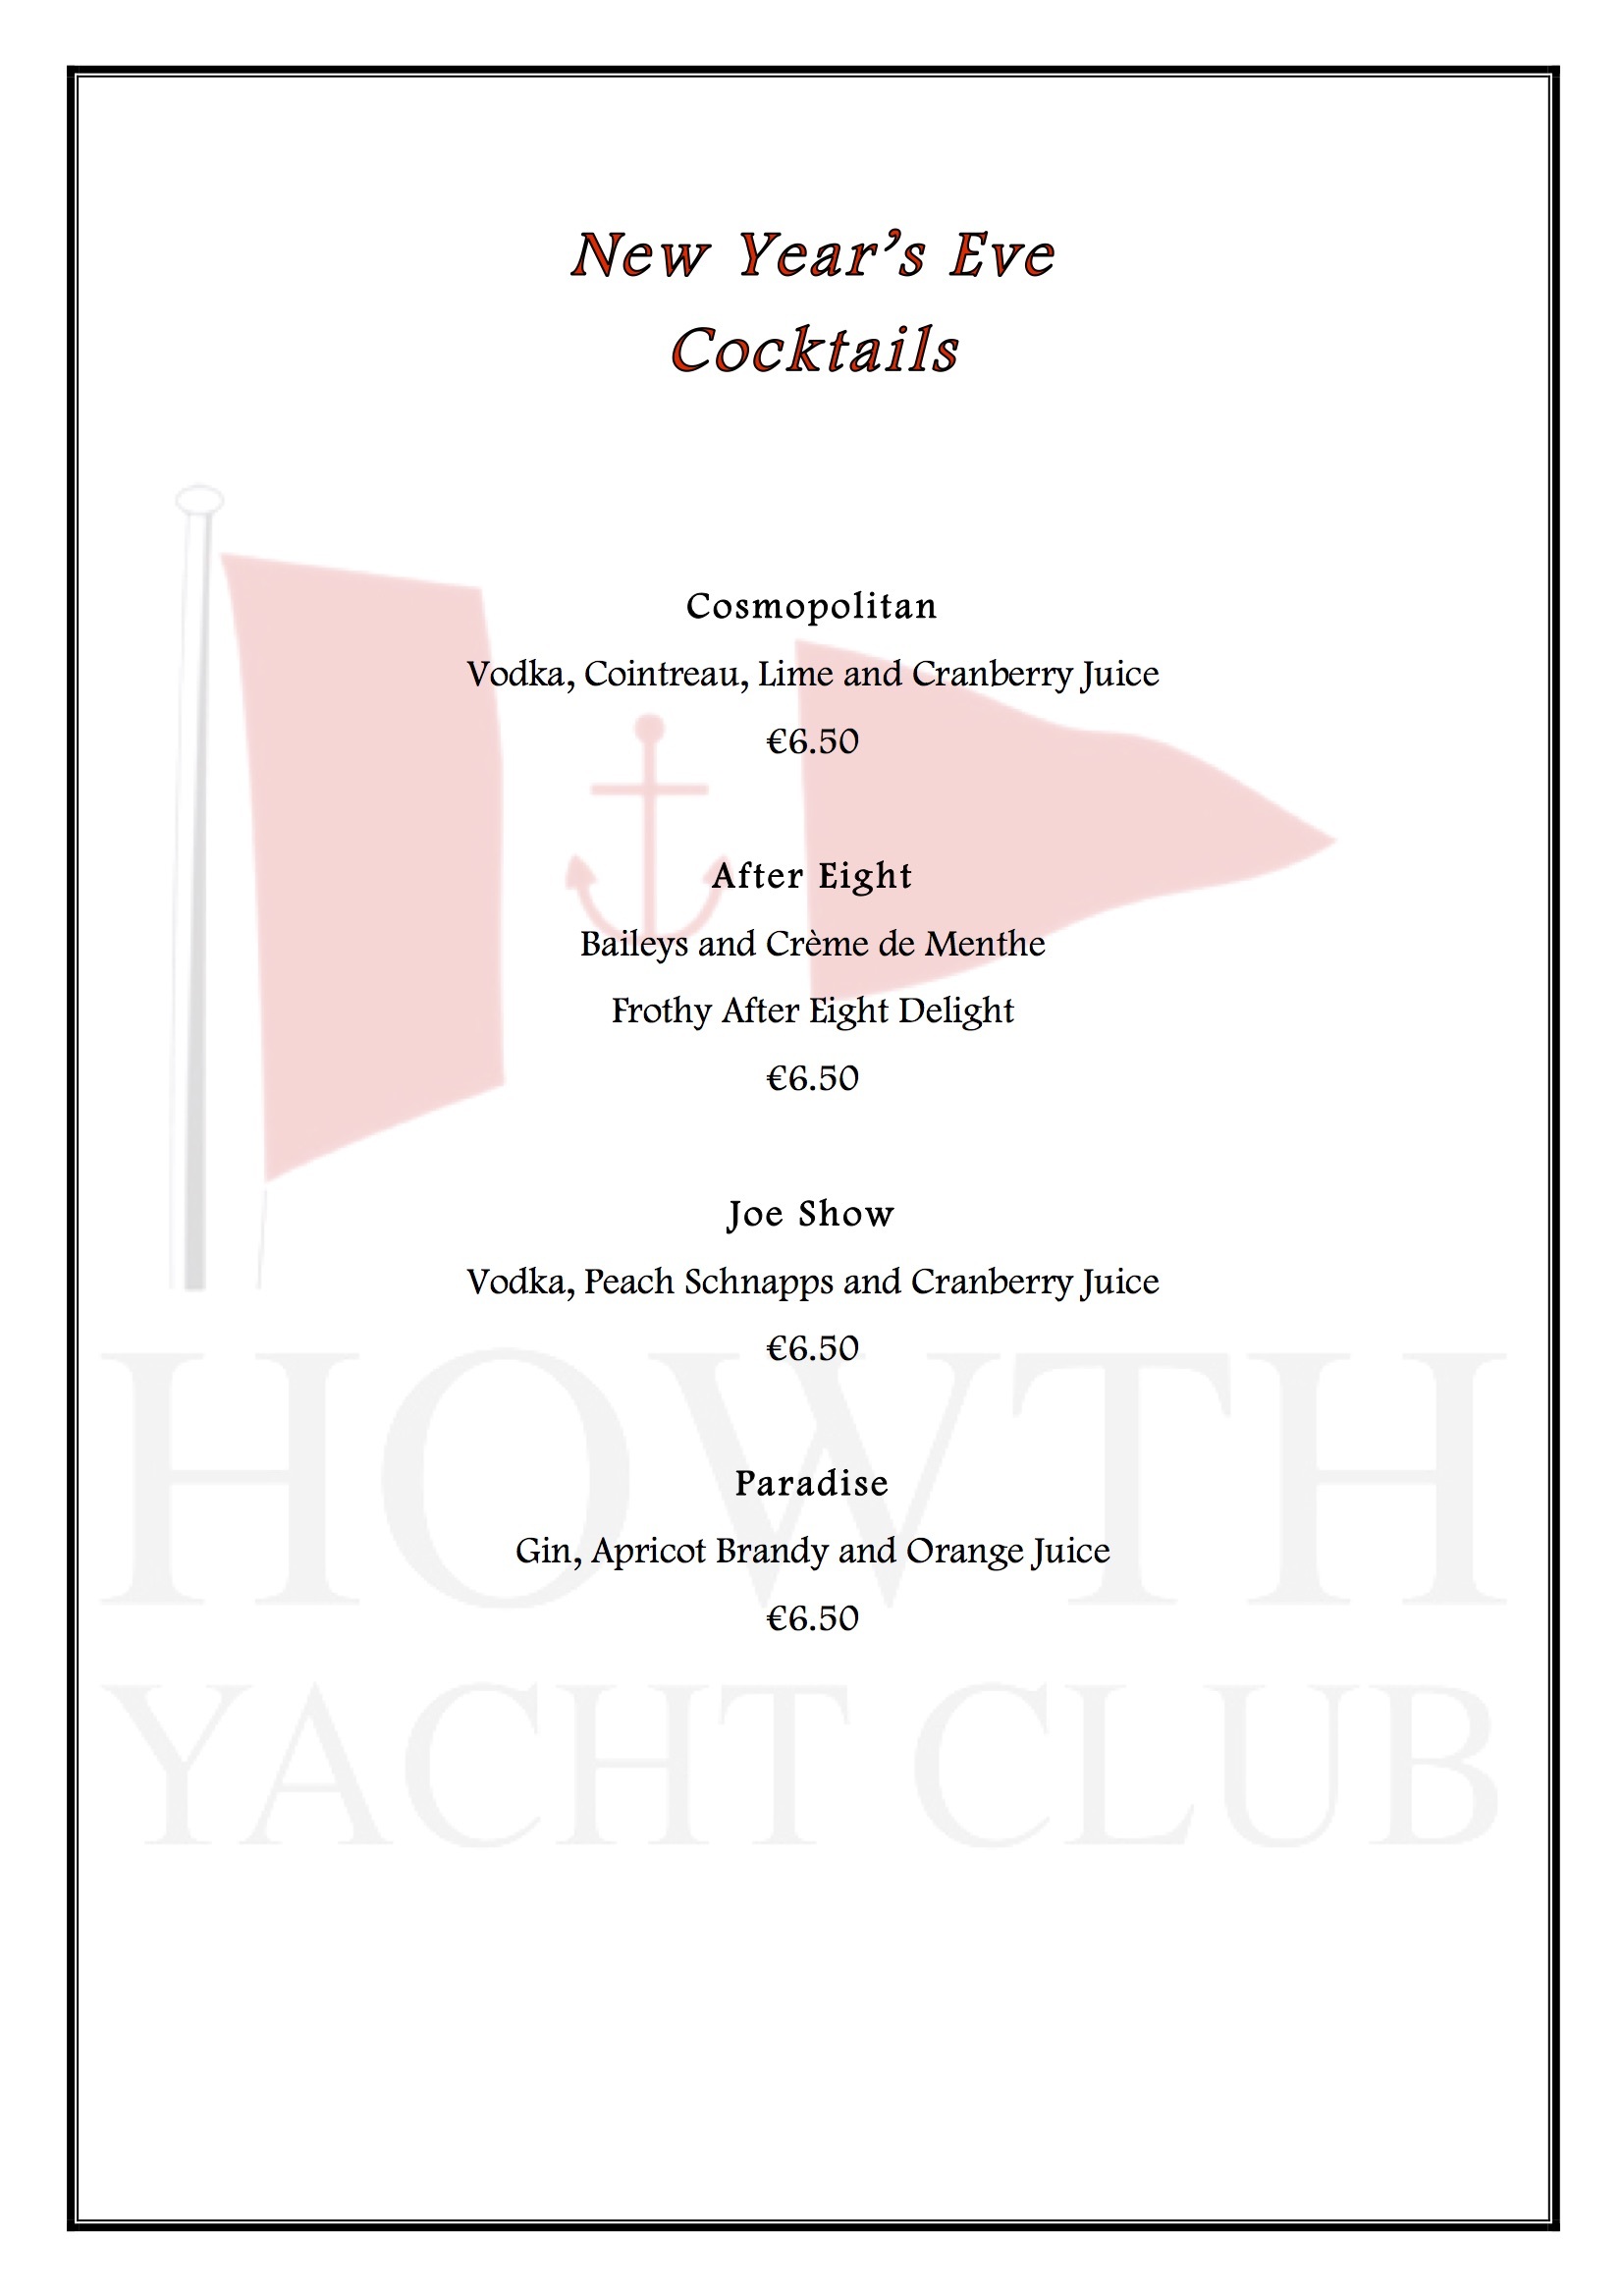 New Year’s Eve
Cocktails
Cosmopolitan
Vodka, Cointreau, Lime and Cranberry Juice
€6.50
After Eight
Baileys and Crème de Menthe
Frothy After Eight Delight
€6.50
Joe Show
Vodka, Peach Schnapps and Cranberry Juice
€6.50
Paradise
Gin, Apricot Brandy and Orange Juice
€6.50
HOWTH
YACHT CLUB